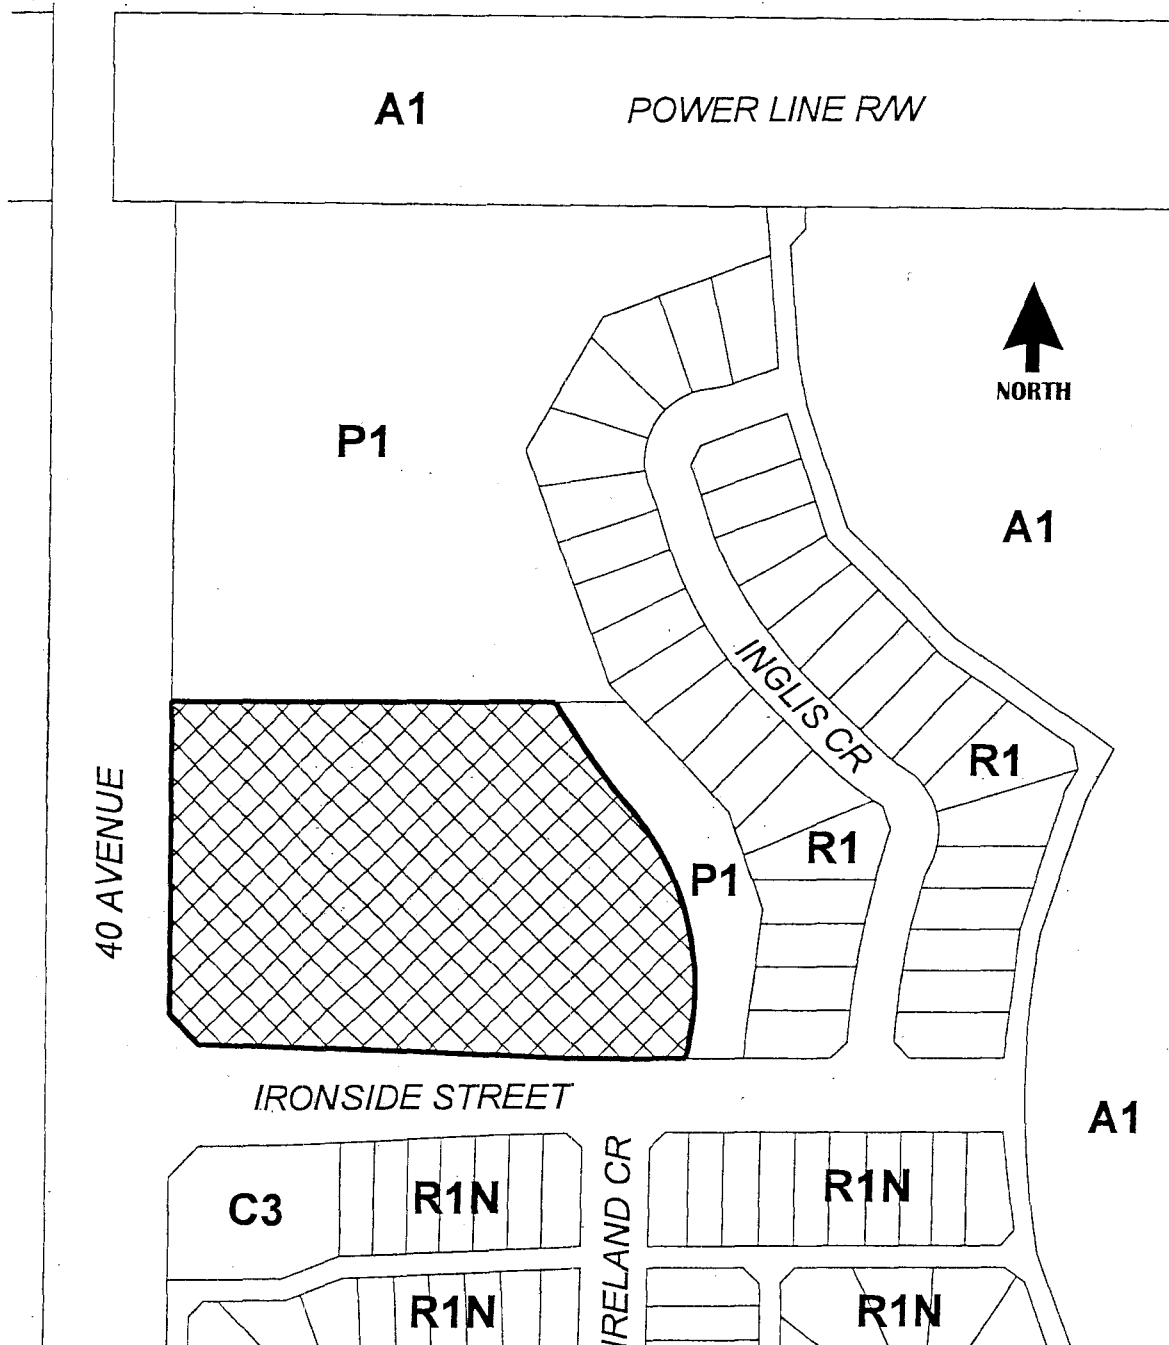 A1 POWER LINE R/W
NORTH
P1
A1
INGLIS CR
R1
40 AVENUE
R1
P1
IRONSIDE STREET
A1
IRELAND CR
R1N
R1N
C3
R1N
R1N